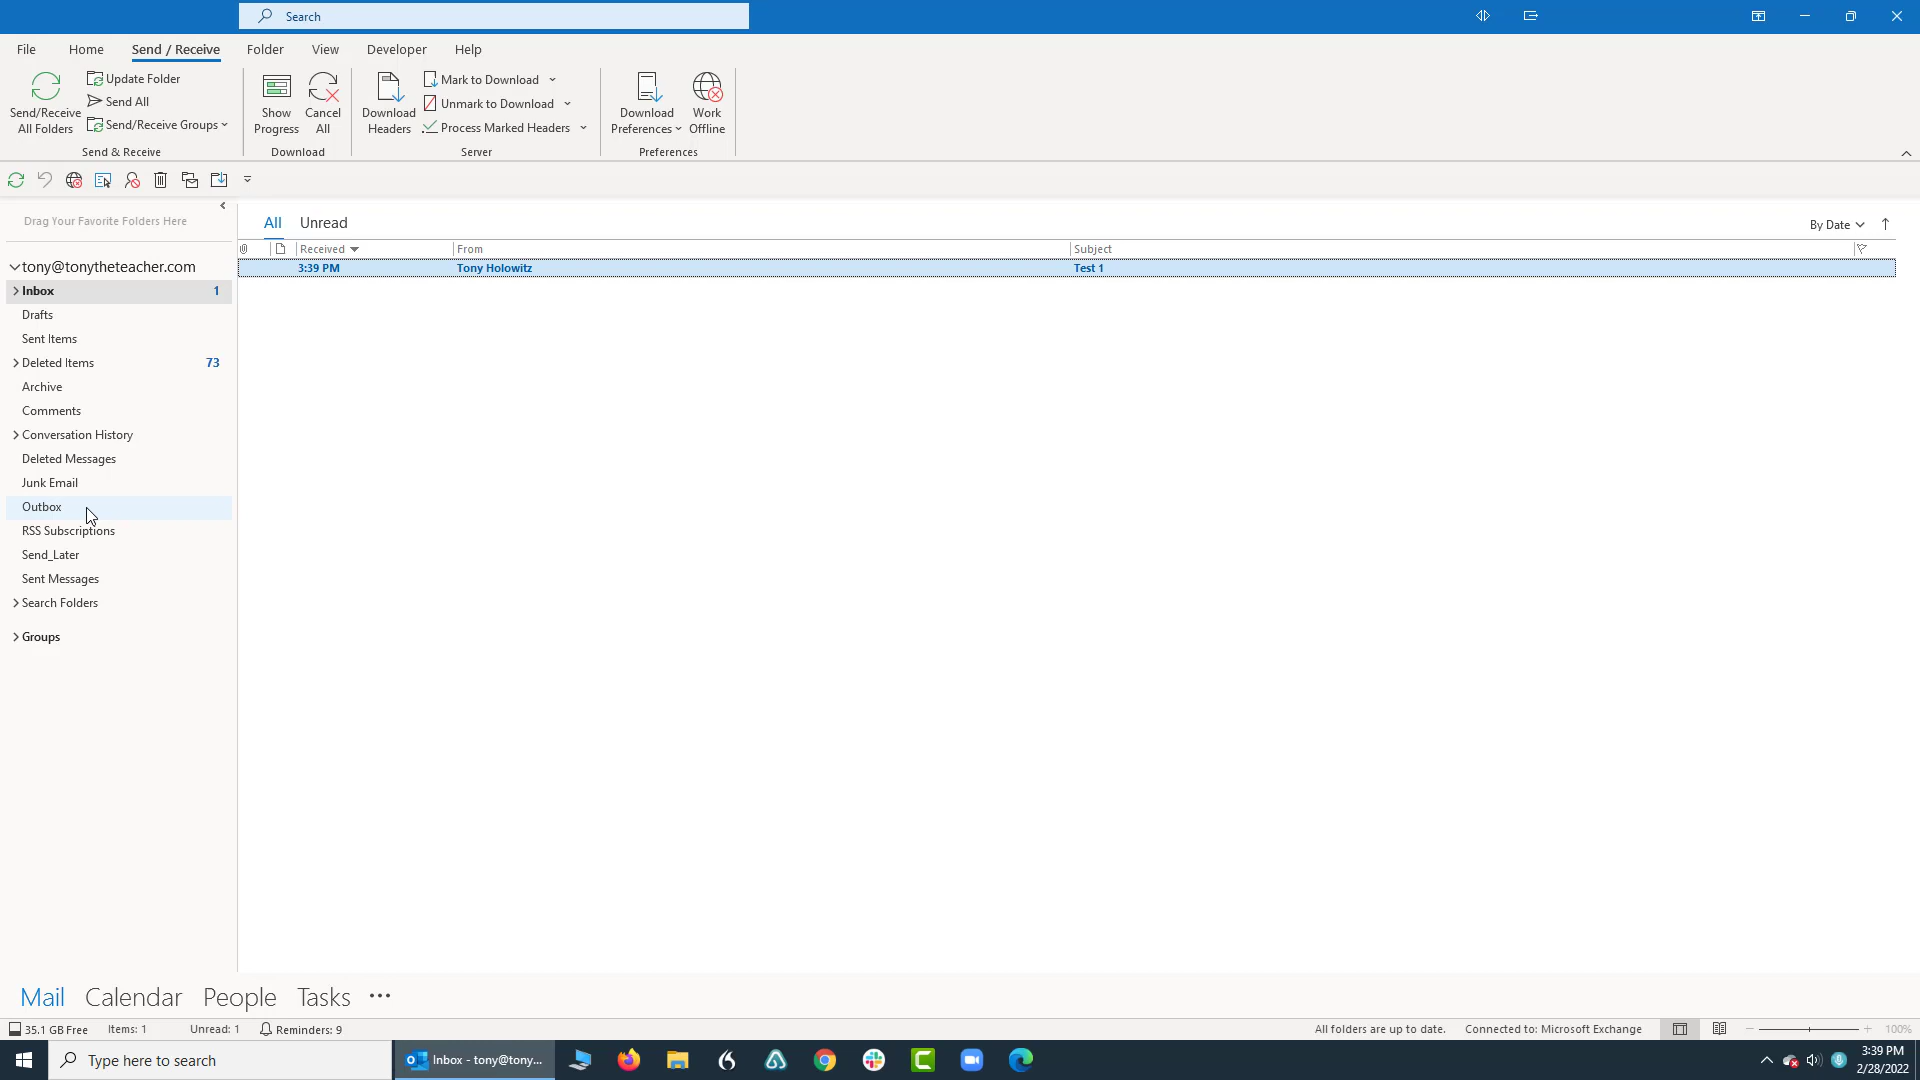 Search
File Home Send / Receive Folder View Developer Help
Send/Receive
All Folders
Update Folder
Send All
Send/Receive Groups
Send & Receive
Show
Progress
Cancel
All
Download
Download
Headers
Mark to Download
Unmark to Download
Process Marked Headers
Server
Download
Preferences
Work
Offline
Preferences
Drag Your Favorite Folders Here
tony@tonytheteacher.com
Inbox 1
Drafts
Sent Items
Deleted Items 73
Archive
Comments
Conversation History
Deleted Messages
Junk Email
Outbox
RSS Subscriptions
Send_Later
Sent Messages
Search Folders
Groups
All Unread By Date
Received From Subject
3:39 PM Tony Holowitz Test 1
Mail Calendar People Tasks
35.1 GB Free Items: 1 Unread: 1 Reminders: 9 All folders are up to date. Connected to: Microsoft Exchange 100%
Type here to search
Inbox - tony@tony...
3:39 PM
2/28/2022